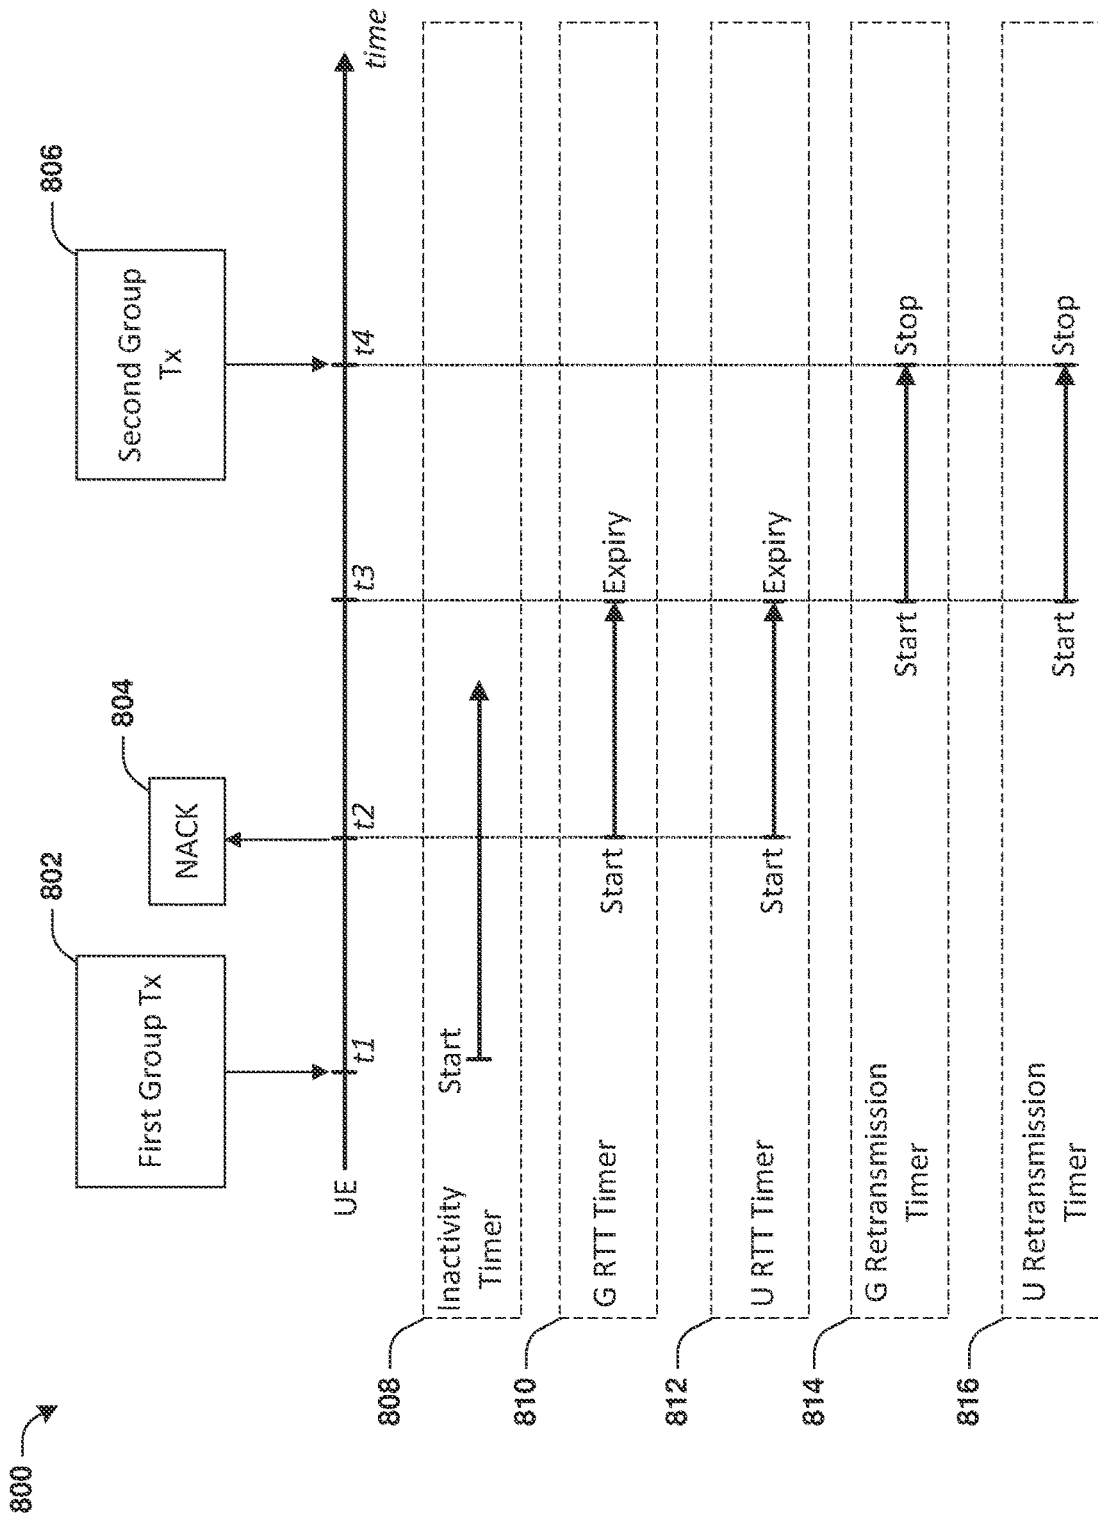 800
802
First Group Tx
804
NACK
806
Second Group
Tx
UE
t1
t2
t3
t4
time
808
Inactivity
Timer
Start
810
G RTT Timer
Start
Expiry
812
U RTT Timer
Start
Expiry
814
G Retransmission
Timer
Start
Stop
816
U Retransmission
Timer
Start
Stop